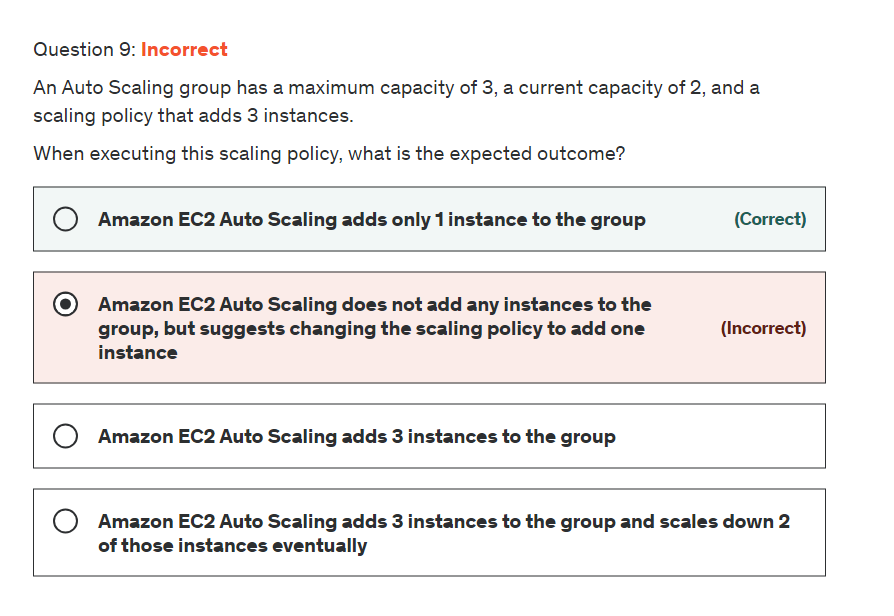 Question 9: Incorrect
An Auto Scaling group has a maximum capacity of 3, a current capacity of 2, and a
scaling policy that adds 3 instances.
When executing this scaling policy, what is the expected outcome?
Amazon EC2 Auto Scaling adds only 1 instance to the group (Correct)
Amazon EC2 Auto Scaling does not add any instances to the
group, but suggests changing the scaling policy to add one (Incorrect)
instance
Amazon EC2 Auto Scaling adds 3 instances to the group
Amazon EC2 Auto Scaling adds 3 instances to the group and scales down 2
of those instances eventually